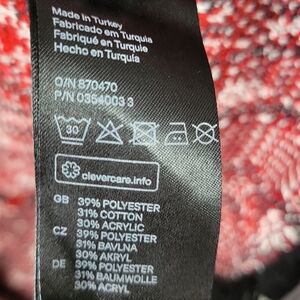 Made in Turkey
Fabricado em Turquia
Fabriqué en Turquie
Hecho en Turquía
O/N 870470
P/N 0354003 3
30
clevercare.info
GB 39% POLYESTER
31% COTTON
30% ACRYLIC
CZ 39% POLYESTER
31% BAVLNA
30% AKRYL
DE 39% POLYESTER
31% BAUMWOLLE
30% ACRYL